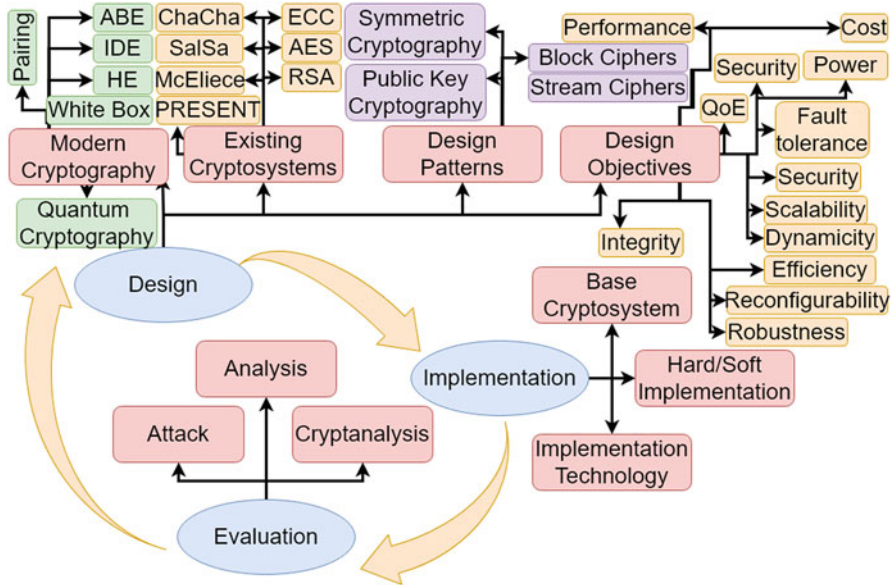 Pairing
ABE
ChaCha
ECC
IDE
SalSa
AES
HE
McEliece
RSA
White Box
PRESENT
Symmetric
Cryptography
Public Key
Cryptography
Block Ciphers
Stream Ciphers
Performance
Cost
Security
Power
QoE
Fault
tolerance
Modern
Cryptography
Existing
Cryptosystems
Design
Patterns
Design
Objectives
Security
Scalability
Dynamicity
Quantum
Cryptography
Integrity
Efficiency
Reconfigurability
Robustness
Design
Base
Cryptosystem
Implementation
Hard/Soft
Implementation
Implementation
Technology
Analysis
Attack
Cryptanalysis
Evaluation